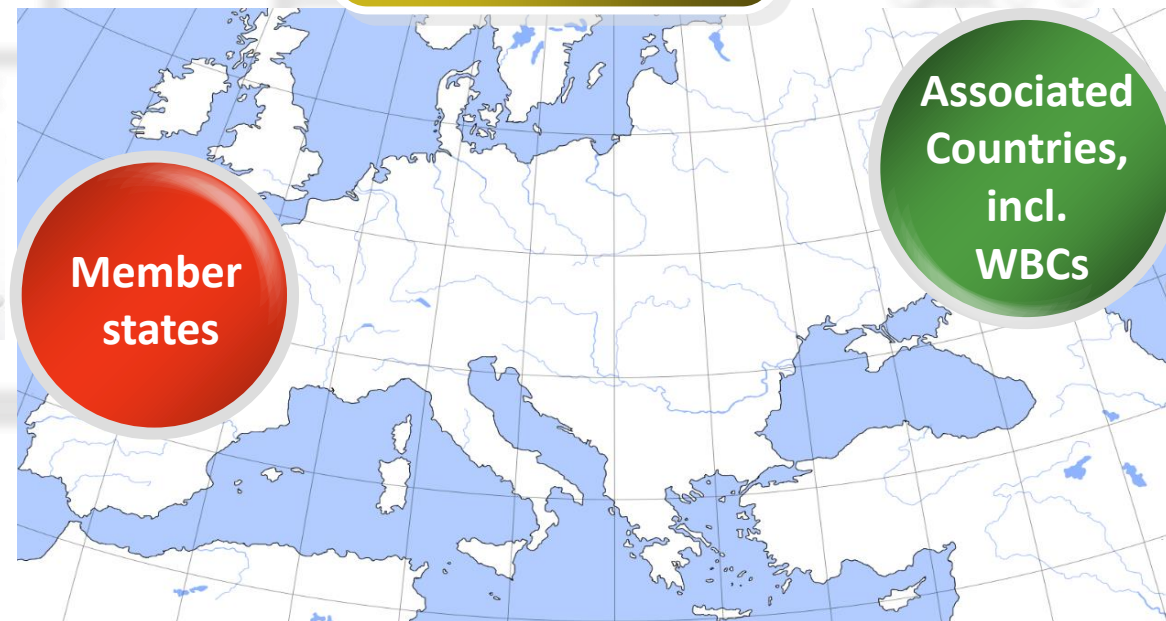 Member
states
Associated
Countries,
incl.
WBCs